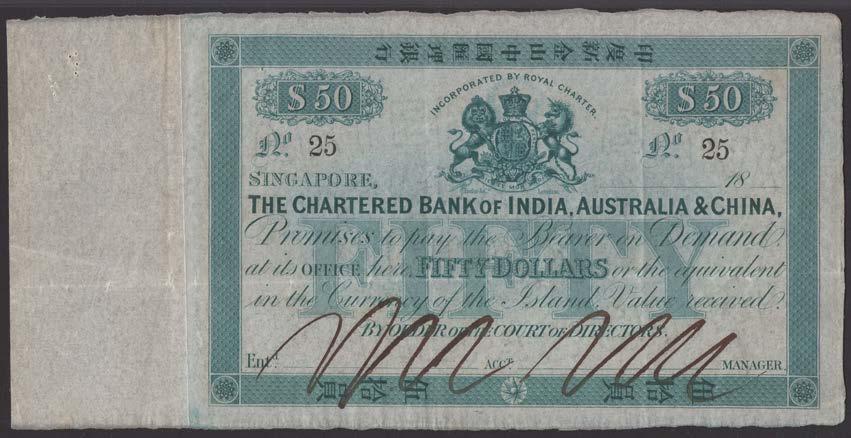 印度新金山中國匯理銀行
INCORPORATED BY ROYAL CHARTER.
$50 $50
No. 25 No. 25
SINGAPORE, 18
THE CHARTERED BANK OF INDIA, AUSTRALIA & CHINA,
FIFTY
Promises to pay the Bearer on Demand
at its OFFICE here, FIFTY DOLLARS or the equivalent
in the Currency of the Island, Value received.
BY ORDER OF THE COURT OF DIRECTORS.
Entd. ACCT. MANAGER.
伍拾員 伍拾員